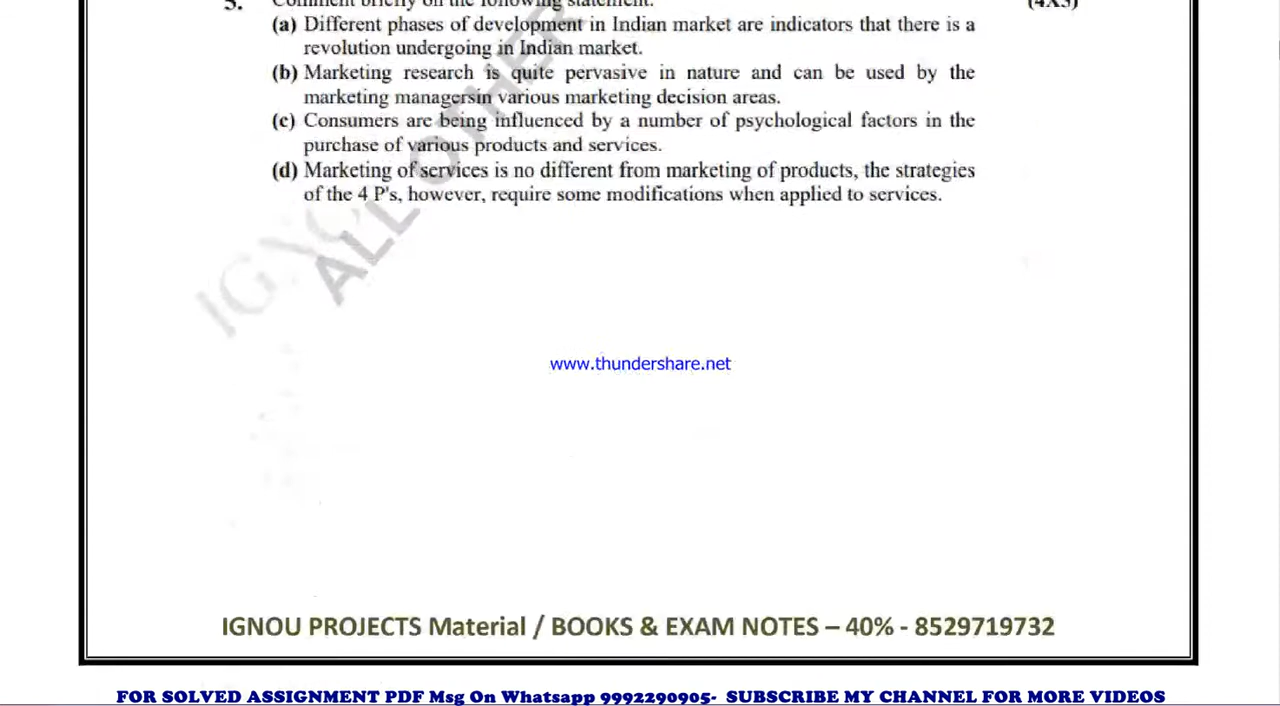 5. Comment briefly on the following statement. (4X5)
(a) Different phases of development in Indian market are indicators that there is a
revolution undergoing in Indian market.
(b) Marketing research is quite pervasive in nature and can be used by the
marketing managersin various marketing decision areas.
(c) Consumers are being influenced by a number of psychological factors in the
purchase of various products and services.
(d) Marketing of services is no different from marketing of products, the strategies
of the 4 P's, however, require some modifications when applied to services.
ALL OTHER
www.thundershare.net
IGNOU PROJECTS Material / BOOKS & EXAM NOTES – 40% - 8529719732
FOR SOLVED ASSIGNMENT PDF Msg On Whatsapp 9992290905- SUBSCRIBE MY CHANNEL FOR MORE VIDEOS